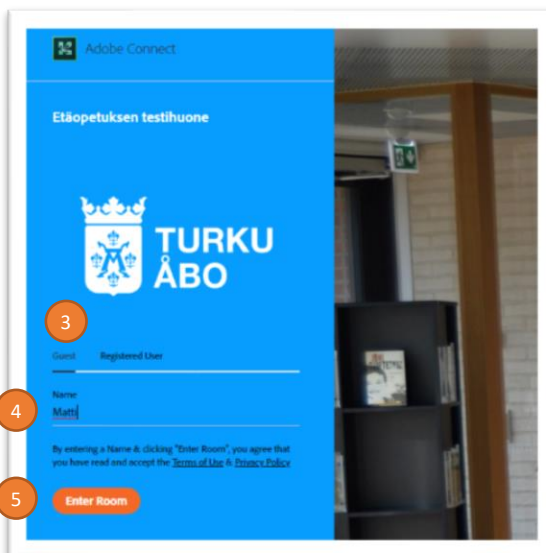 Adobe Connect
Etäopetuksen testihuone
TURKU
ÅBO
3
Guest Registered User
Name
4
Matti
By entering a Name & clicking "Enter Room", you agree that
you have read and accept the Terms of Use & Privacy Policy
5
Enter Room